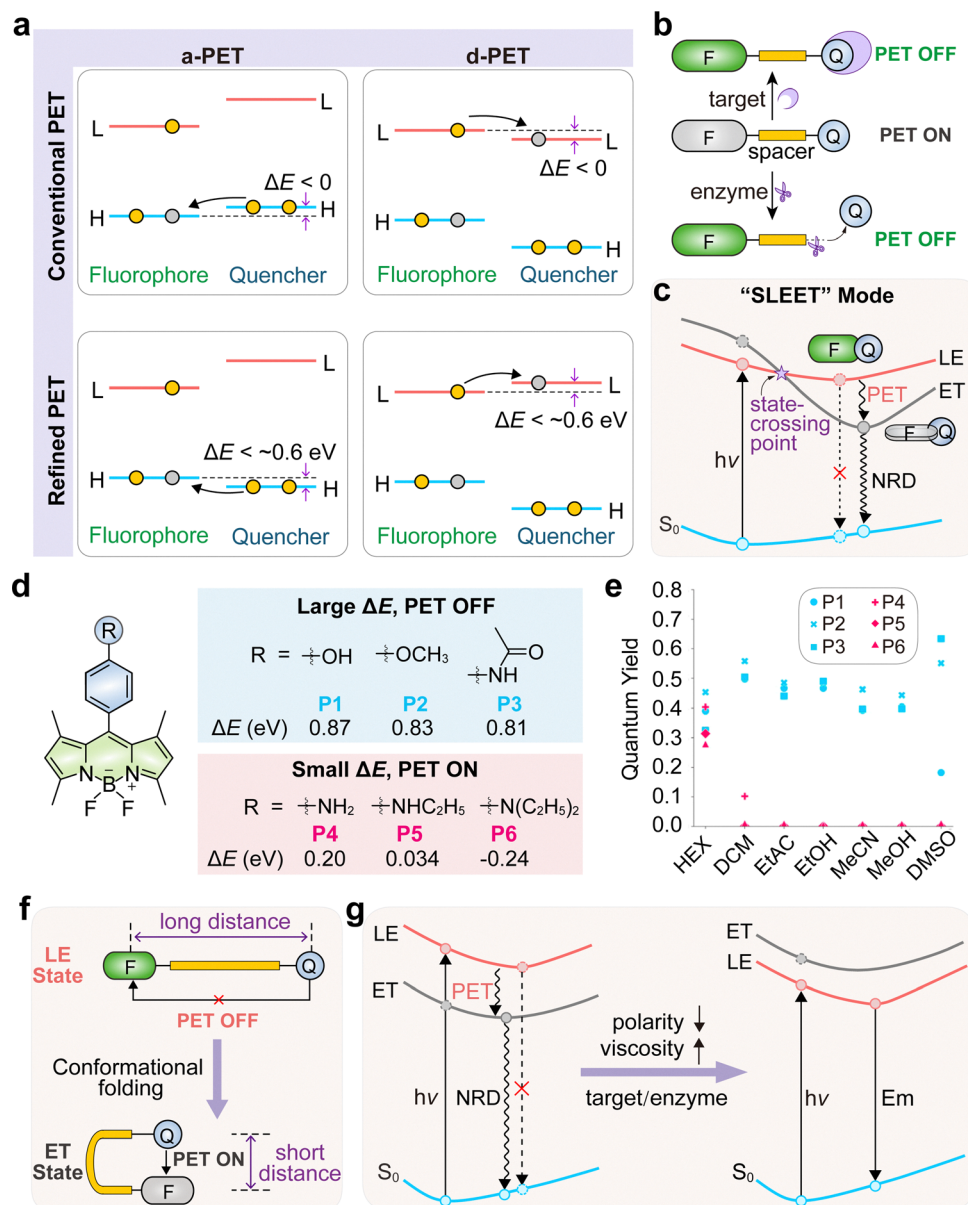 a
a-PET
d-PET
Conventional PET
L
L
ΔE < 0
H
H
Fluorophore
Quencher
L
L
ΔE < 0
H
H
Fluorophore
Quencher
Refined PET
L
L
ΔE < ~0.6 eV
H
H
Fluorophore
Quencher
L
L
ΔE < ~0.6 eV
H
H
Fluorophore
Quencher
b
F
Q
PET OFF
target
F
Q
PET ON
spacer
enzyme
Q
F
PET OFF
c
“SLEET” Mode
F
Q
LE
PET
ET
state-
crossing
point
F
Q
hν
NRD
S0
d
R
N
N
B
−
+
F
F
Large ΔE, PET OFF
R =
OH
OCH3
O
NH
P1
P2
P3
ΔE (eV)
0.87
0.83
0.81
Small ΔE, PET ON
R =
NH2
NHC2H5
N(C2H5)2
P4
P5
P6
ΔE (eV)
0.20
0.034
-0.24
e
Quantum Yield
0.8
0.7
0.6
0.5
0.4
0.3
0.2
0.1
0.0
P1
P4
P2
P5
P3
P6
HEX
DCM
EtAC
EtOH
MeCN
MeOH
DMSO
f
long distance
LE
State
F
Q
PET OFF
Conformational
folding
ET
State
Q
PET ON
F
short
distance
g
LE
PET
ET
hν
NRD
S0
polarity
viscosity
target/enzyme
ET
LE
hν
Em
S0